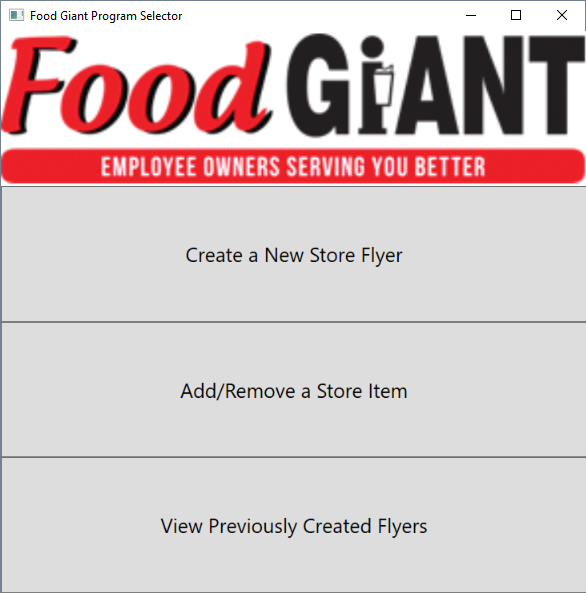 Food Giant Program Selector
Food GiANT
EMPLOYEE OWNERS SERVING YOU BETTER
Create a New Store Flyer
Add/Remove a Store Item
View Previously Created Flyers